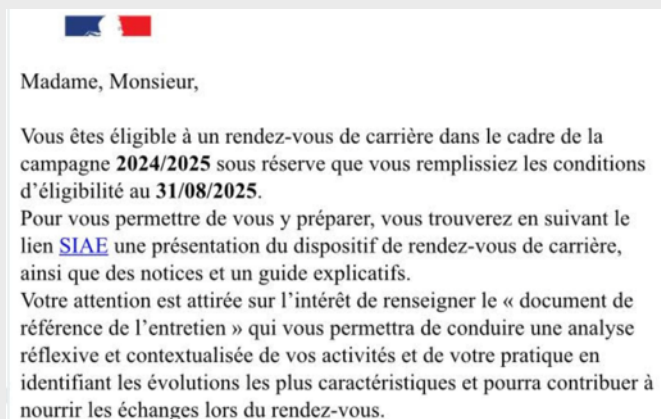 Madame, Monsieur,
Vous êtes éligible à un rendez-vous de carrière dans le cadre de la
campagne 2024/2025 sous réserve que vous remplissiez les conditions
d’éligibilité au 31/08/2025.
Pour vous permettre de vous y préparer, vous trouverez en suivant le
lien SIAE une présentation du dispositif de rendez-vous de carrière,
ainsi que des notices et un guide explicatifs.
Votre attention est attirée sur l’intérêt de renseigner le « document de
référence de l’entretien » qui vous permettra de conduire une analyse
réflexive et contextualisée de vos activités et de votre pratique en
identifiant les évolutions les plus caractéristiques et pourra contribuer à
nourrir les échanges lors du rendez-vous.